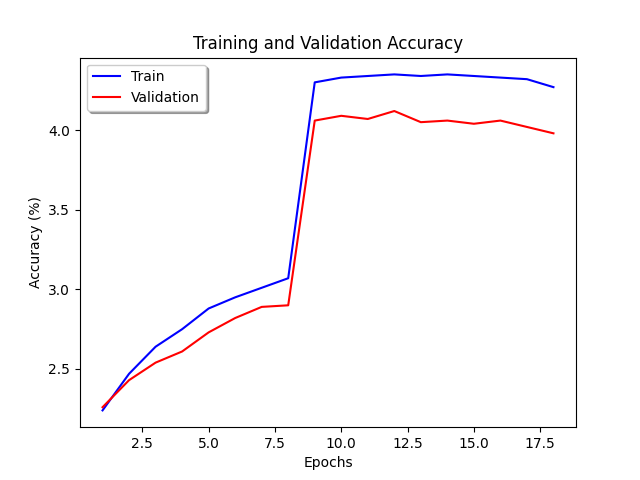 Training and Validation Accuracy
Train
Validation
Accuracy (%)
4.0
3.5
3.0
2.5
2.5 5.0 7.5 10.0 12.5 15.0 17.5
Epochs